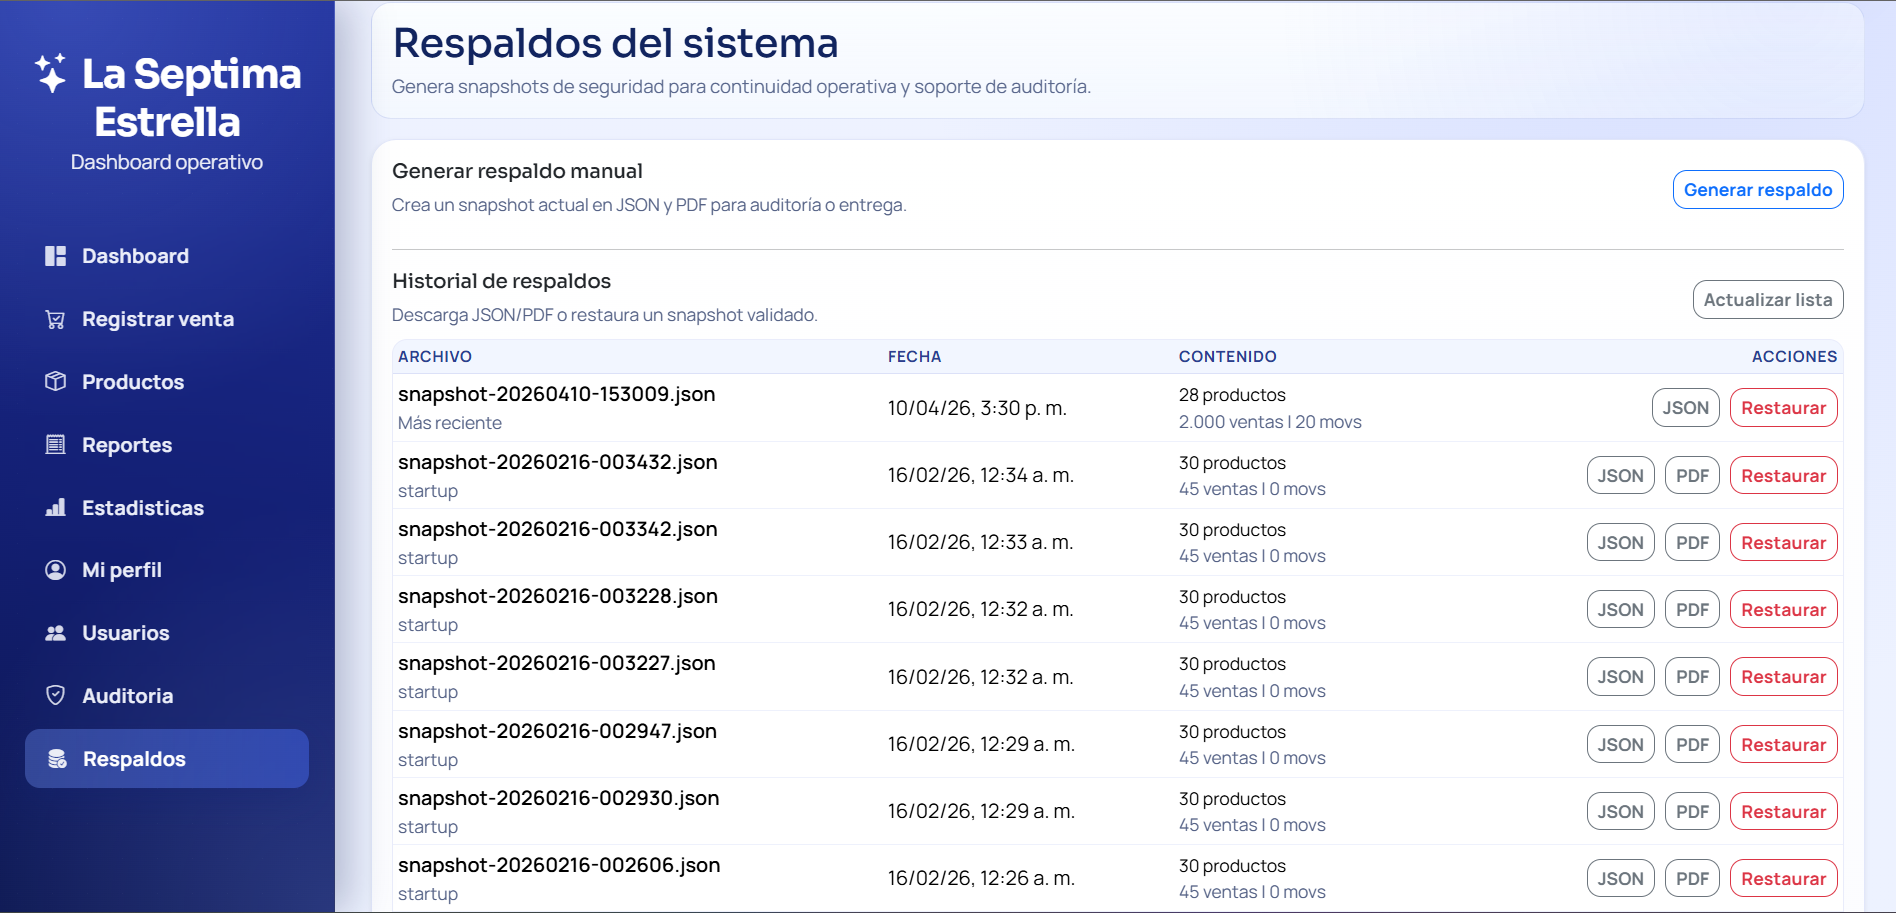 La Septima
Estrella
Dashboard operativo
Dashboard
Registrar venta
Productos
Reportes
Estadisticas
Mi perfil
Usuarios
Auditoria
Respaldos
Respaldos del sistema
Genera snapshots de seguridad para continuidad operativa y soporte de auditoría.
Generar respaldo manual
Crea un snapshot actual en JSON y PDF para auditoría o entrega.
Generar respaldo
Historial de respaldos
Descarga JSON/PDF o restaura un snapshot validado.
Actualizar lista
ARCHIVO FECHA CONTENIDO ACCIONES
snapshot-20260410-153009.json
Más reciente
10/04/26, 3:30 p. m.
28 productos
2.000 ventas | 20 movs
JSON Restaurar
snapshot-20260216-003432.json
startup
16/02/26, 12:34 a. m.
30 productos
45 ventas | 0 movs
JSON PDF Restaurar
snapshot-20260216-003342.json
startup
16/02/26, 12:33 a. m.
30 productos
45 ventas | 0 movs
JSON PDF Restaurar
snapshot-20260216-003228.json
startup
16/02/26, 12:32 a. m.
30 productos
45 ventas | 0 movs
JSON PDF Restaurar
snapshot-20260216-003227.json
startup
16/02/26, 12:32 a. m.
30 productos
45 ventas | 0 movs
JSON PDF Restaurar
snapshot-20260216-002947.json
startup
16/02/26, 12:29 a. m.
30 productos
45 ventas | 0 movs
JSON PDF Restaurar
snapshot-20260216-002930.json
startup
16/02/26, 12:29 a. m.
30 productos
45 ventas | 0 movs
JSON PDF Restaurar
snapshot-20260216-002606.json
startup
16/02/26, 12:26 a. m.
30 productos
45 ventas | 0 movs
JSON PDF Restaurar